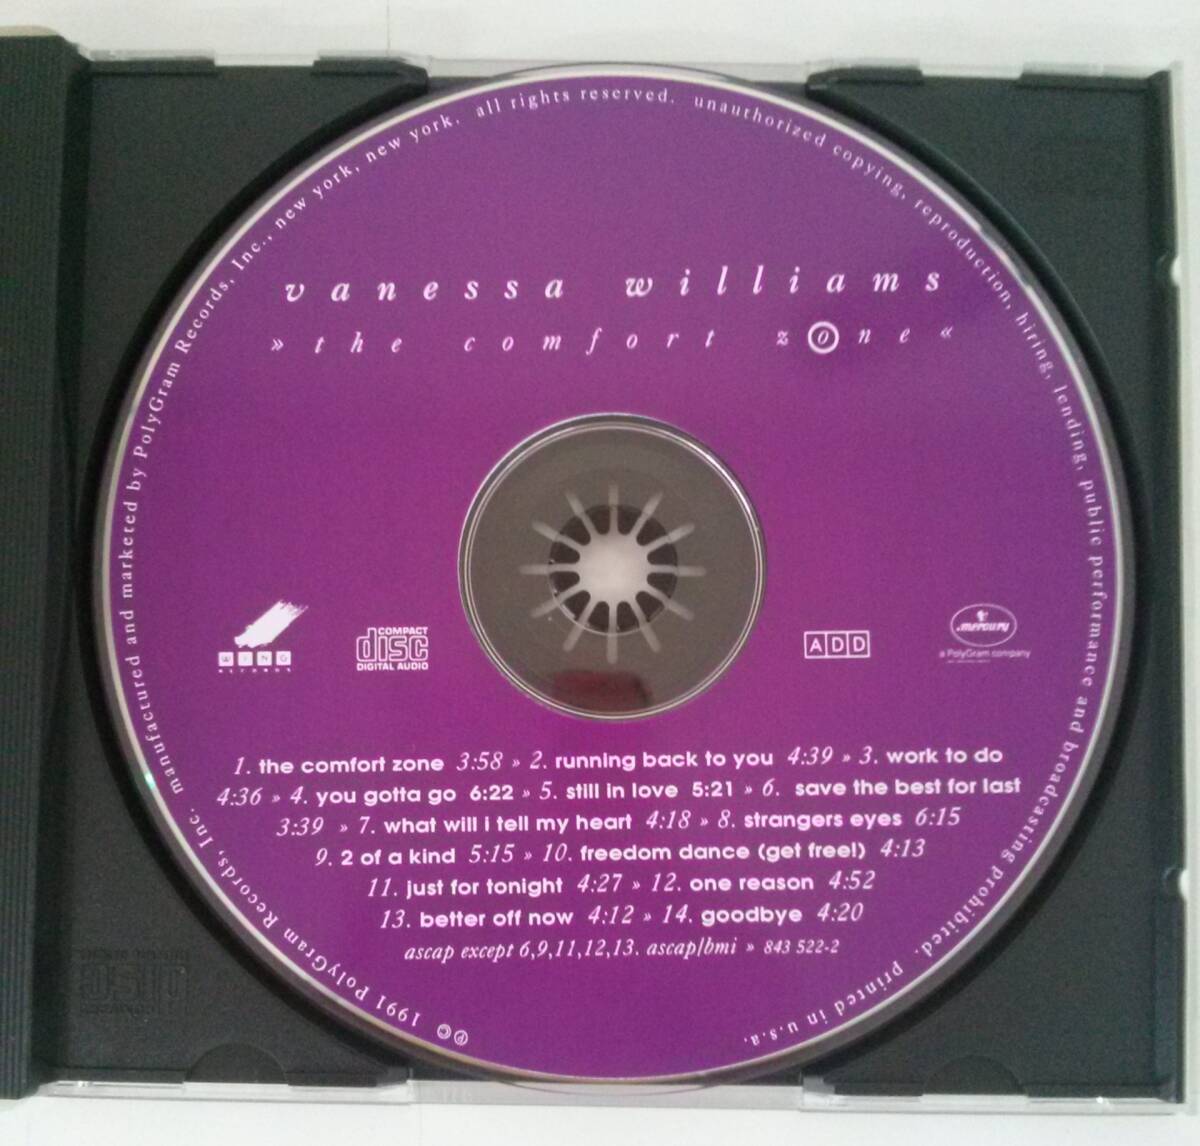 manufactured and marketed by PolyGram Records, Inc., new york, new york. all rights reserved. unauthorized copying, reproduction, hiring, lending, public performance and broadcasting prohibited. printed in u.s.a.
vanessa williams
» the comfort zone «
WING
RECORDS
COMPACT
disc
DIGITAL AUDIO
ADD
mercury
a PolyGram company
1. the comfort zone 3:58 » 2. running back to you 4:39 » 3. work to do
4:36 » 4. you gotta go 6:22 » 5. still in love 5:21 » 6. save the best for last
3:39 » 7. what will i tell my heart 4:18 » 8. strangers eyes 6:15
9. 2 of a kind 5:15 » 10. freedom dance (get free!) 4:13
11. just for tonight 4:27 » 12. one reason 4:52
13. better off now 4:12 » 14. goodbye 4:20
ascap except 6,9,11,12,13. ascap/bmi » 843 522-2
℗© 1991 PolyGram Records, Inc.